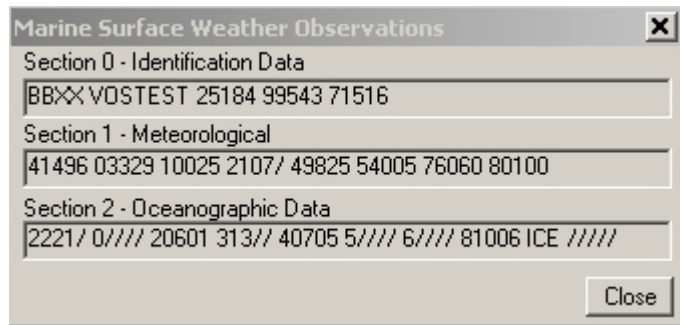 Marine Surface Weather Observations
Section 0 - Identification Data
BBXX VOSTEST 25184 99543 71516
Section 1 - Meteorological
41496 03329 10025 2107/ 49825 54005 76060 80100
Section 2 - Oceanographic Data
2221/ 0//// 20601 313// 40705 5//// 6//// 81006 ICE /////
Close